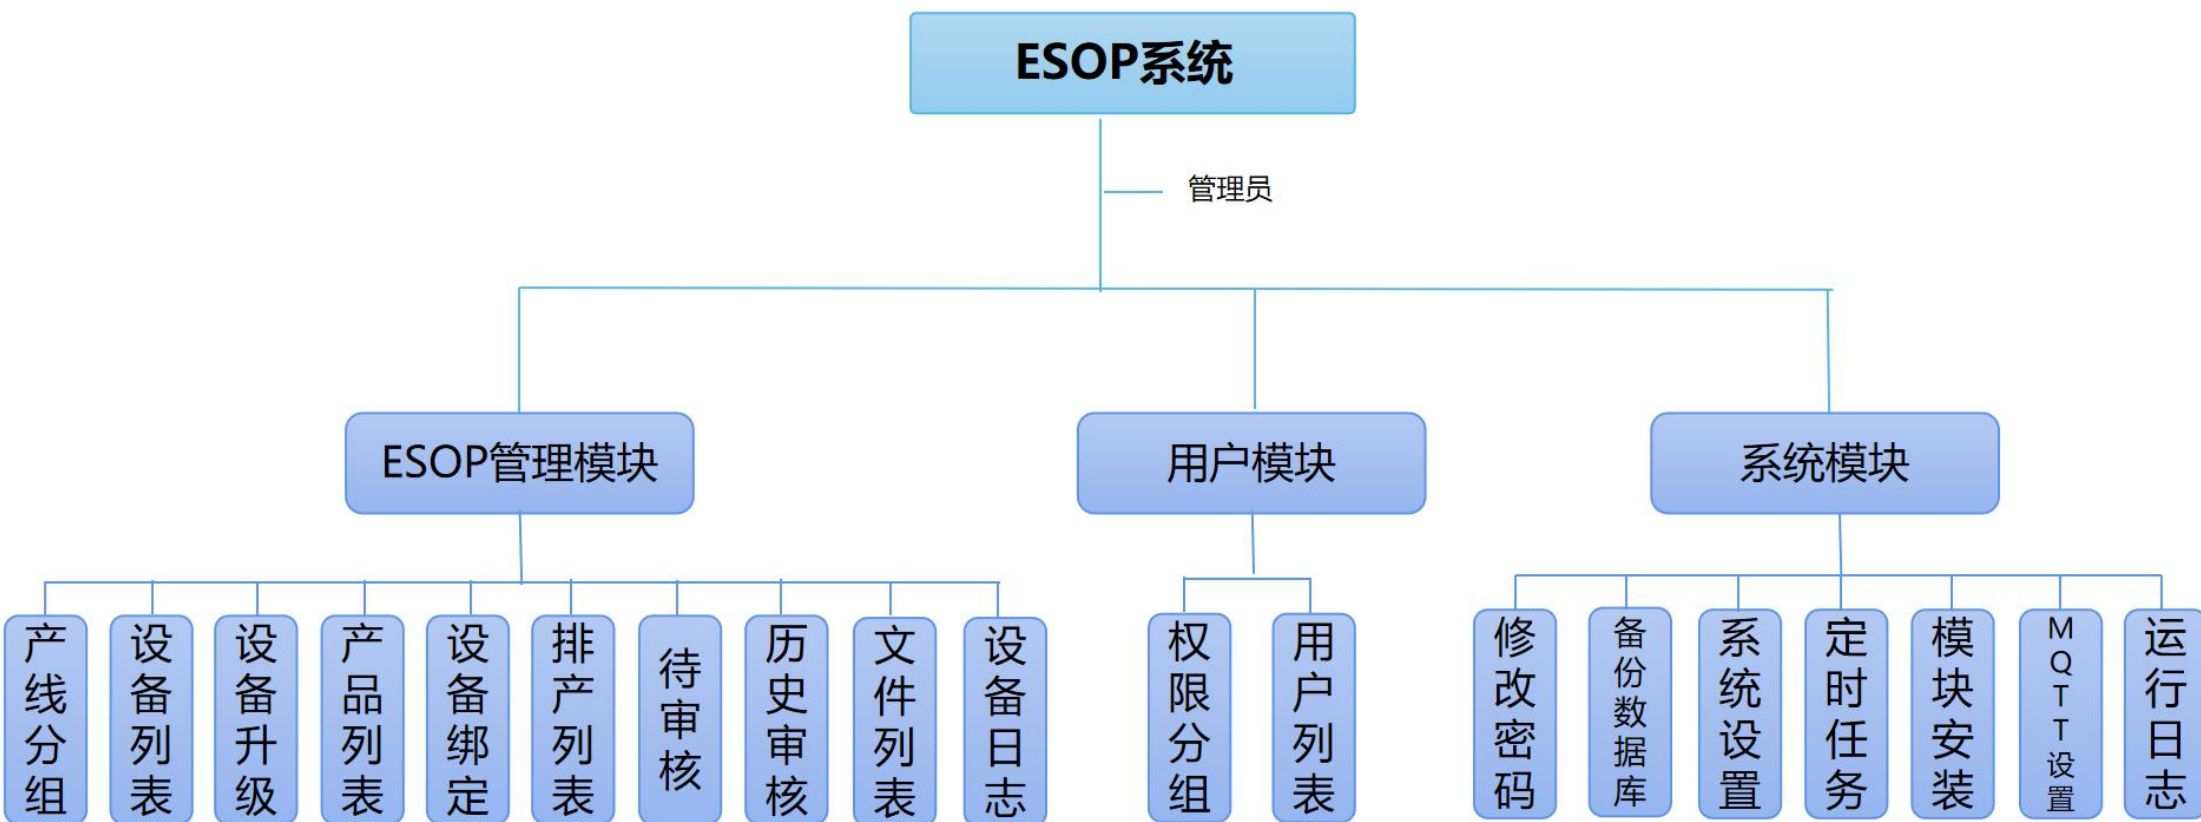 ESOP系统
管理员
ESOP管理模块
用户模块
系统模块
产线分组
设备列表
设备升级
产品列表
设备绑定
排产列表
待审核
历史审核
文件列表
设备日志
权限分组
用户列表
修改密码
备份数据库
系统设置
定时任务
模块安装
MQTT设置
运行日志